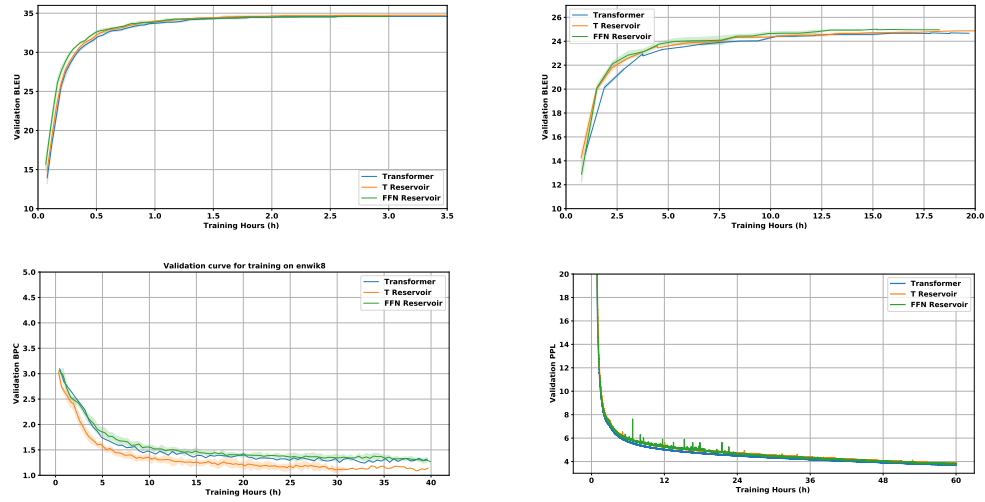 35
30
25
20
15
10
Validation BLEU
0.0 0.5 1.0 1.5 2.0 2.5 3.0 3.5
Training Hours (h)
Transformer
T Reservoir
FFN Reservoir
26
24
22
20
18
16
14
12
10
Validation BLEU
0.0 2.5 5.0 7.5 10.0 12.5 15.0 17.5 20.0
Training Hours (h)
Transformer
T Reservoir
FFN Reservoir
Validation curve for training on enwik8
5.0
4.5
4.0
3.5
3.0
2.5
2.0
1.5
1.0
Validation BPC
0 5 10 15 20 25 30 35 40
Training Hours (h)
Transformer
T Reservoir
FFN Reservoir
20
18
16
14
12
10
8
6
4
Validation PPL
0 12 24 36 48 60
Training Hours (h)
Transformer
T Reservoir
FFN Reservoir